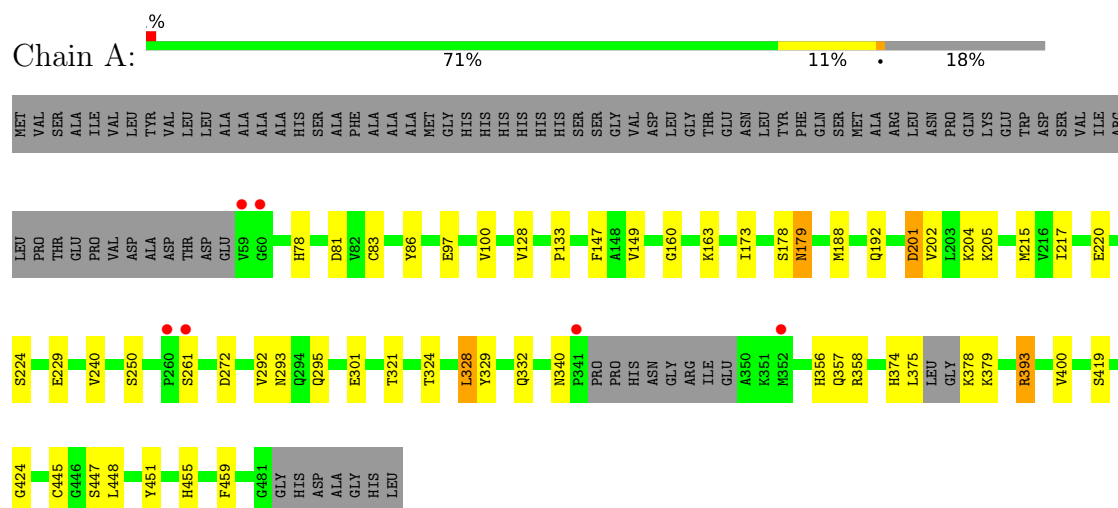 .%
Chain A:
71% 11% • 18%
MET VAL SER ALA ILE VAL LEU TYR VAL LEU LEU ALA ALA ALA ALA HIS SER ALA PHE ALA ALA ALA MET GLY HIS HIS HIS HIS HIS HIS SER SER GLY VAL ASP LEU GLY THR GLU ASN LEU TYR PHE GLN SER MET ALA ARG LEU ASN PRO GLN LYS GLU TRP ASP SER VAL ILE ARG
LEU PRO THR GLU PRO VAL ASP ALA ASP THR ASP GLU V59 G60 H78 D81 V82 C83 Y86 E97 V100 V128 P133 F147 A148 V149 G160 K163 I173 S178 N179 M188 Q192 D201 V202 L203 K204 K205 M215 V216 I217 E220
S224 E229 V240 S250 P260 S261 D272 V292 N293 Q294 Q295 E301 T321 T324 L328 Y329 Q332 N340 P341 PRO PRO HIS ASN GLY ARG ILE GLU A350 K351 M352 H356 Q357 R358 H374 L375 LEU GLY K378 K379 R393 V400 S419
G424 C445 G446 S447 L448 Y451 H455 F459 G481 GLY HIS ASP ALA GLY HIS LEU